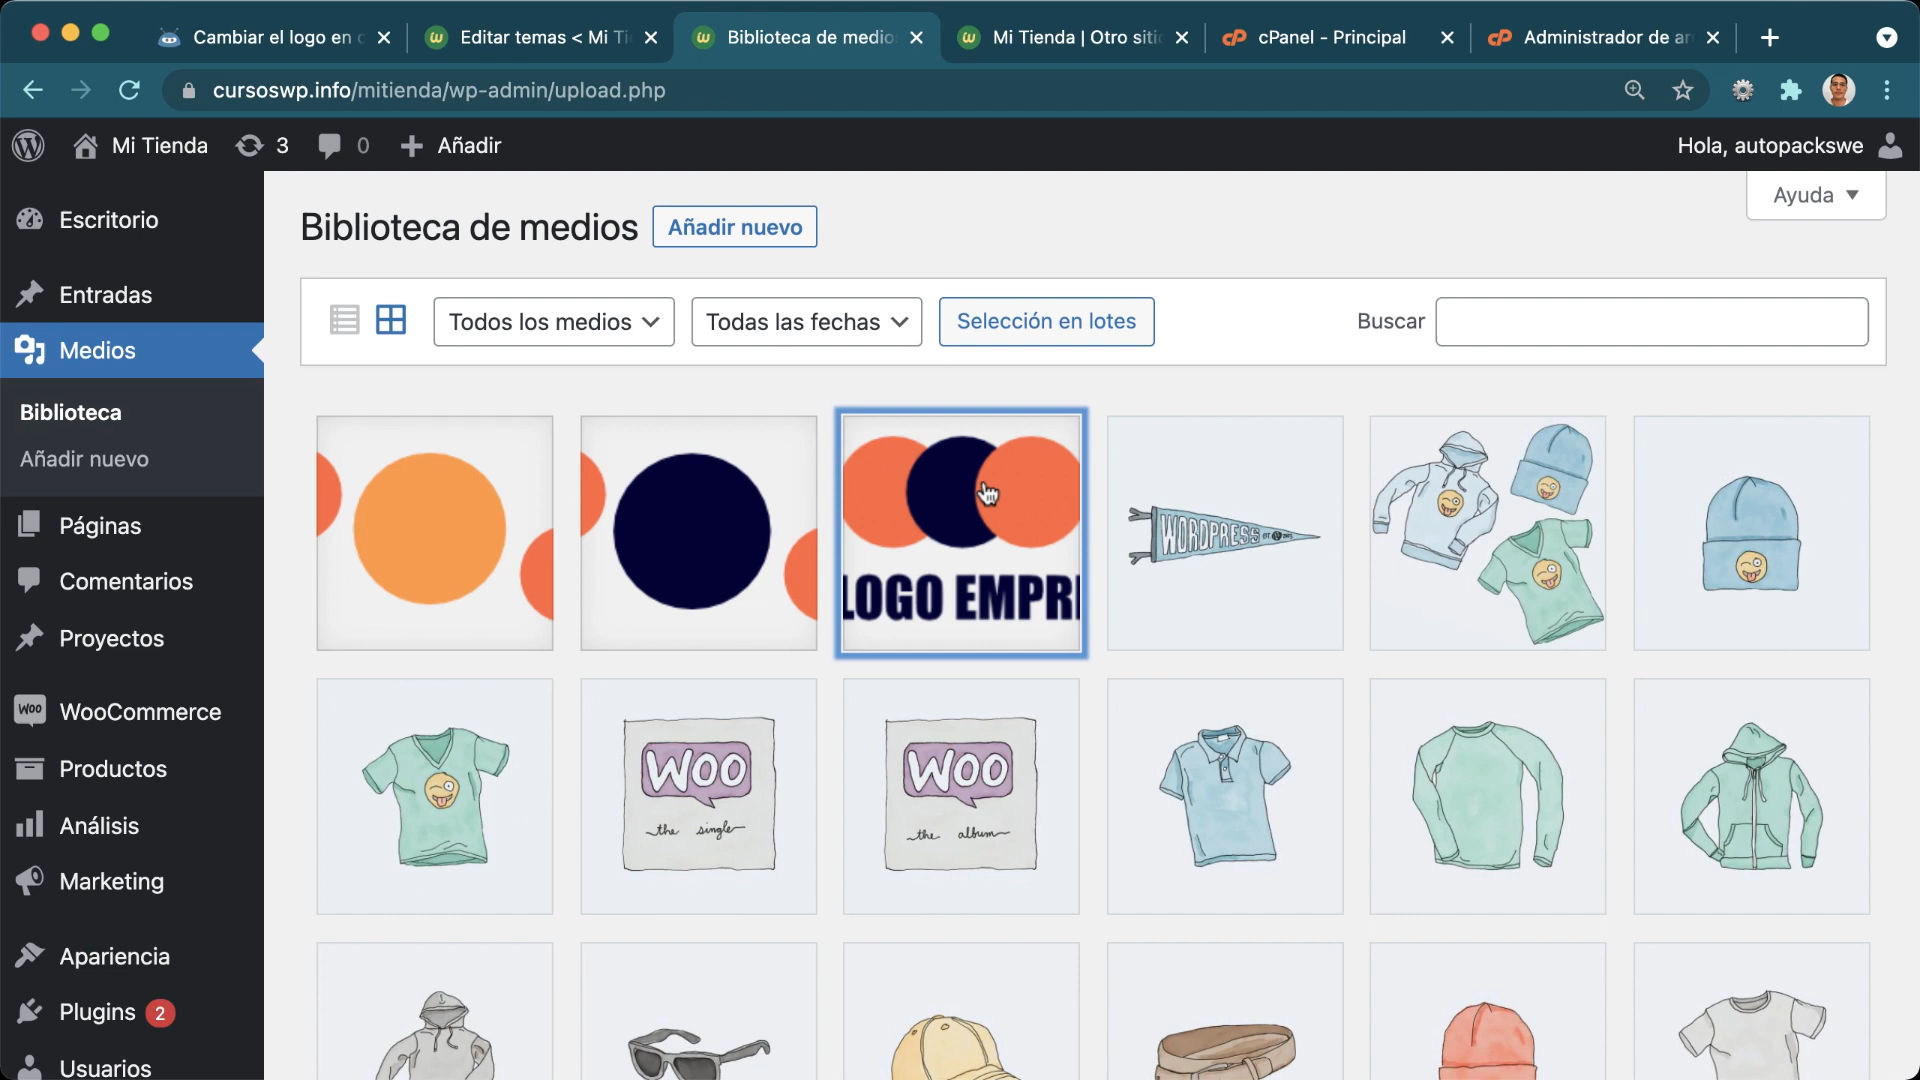 Cambiar el logo en c
Editar temas < Mi Ti
Biblioteca de medio
Mi Tienda | Otro siti
cPanel - Principal
Administrador de ar
cursoswp.info/mitienda/wp-admin/upload.php
Mi Tienda
3
0
Añadir
Hola, autopackswe
Ayuda
Escritorio
Entradas
Medios
Biblioteca
Añadir nuevo
Páginas
Comentarios
Proyectos
WOO
WooCommerce
Productos
Análisis
Marketing
Apariencia
Plugins 2
Usuarios
Biblioteca de medios
Añadir nuevo
Todos los medios
Todas las fechas
Selección en lotes
Buscar
LOGO EMPRE
WORDPRESS
WOO
the single
WOO
the album